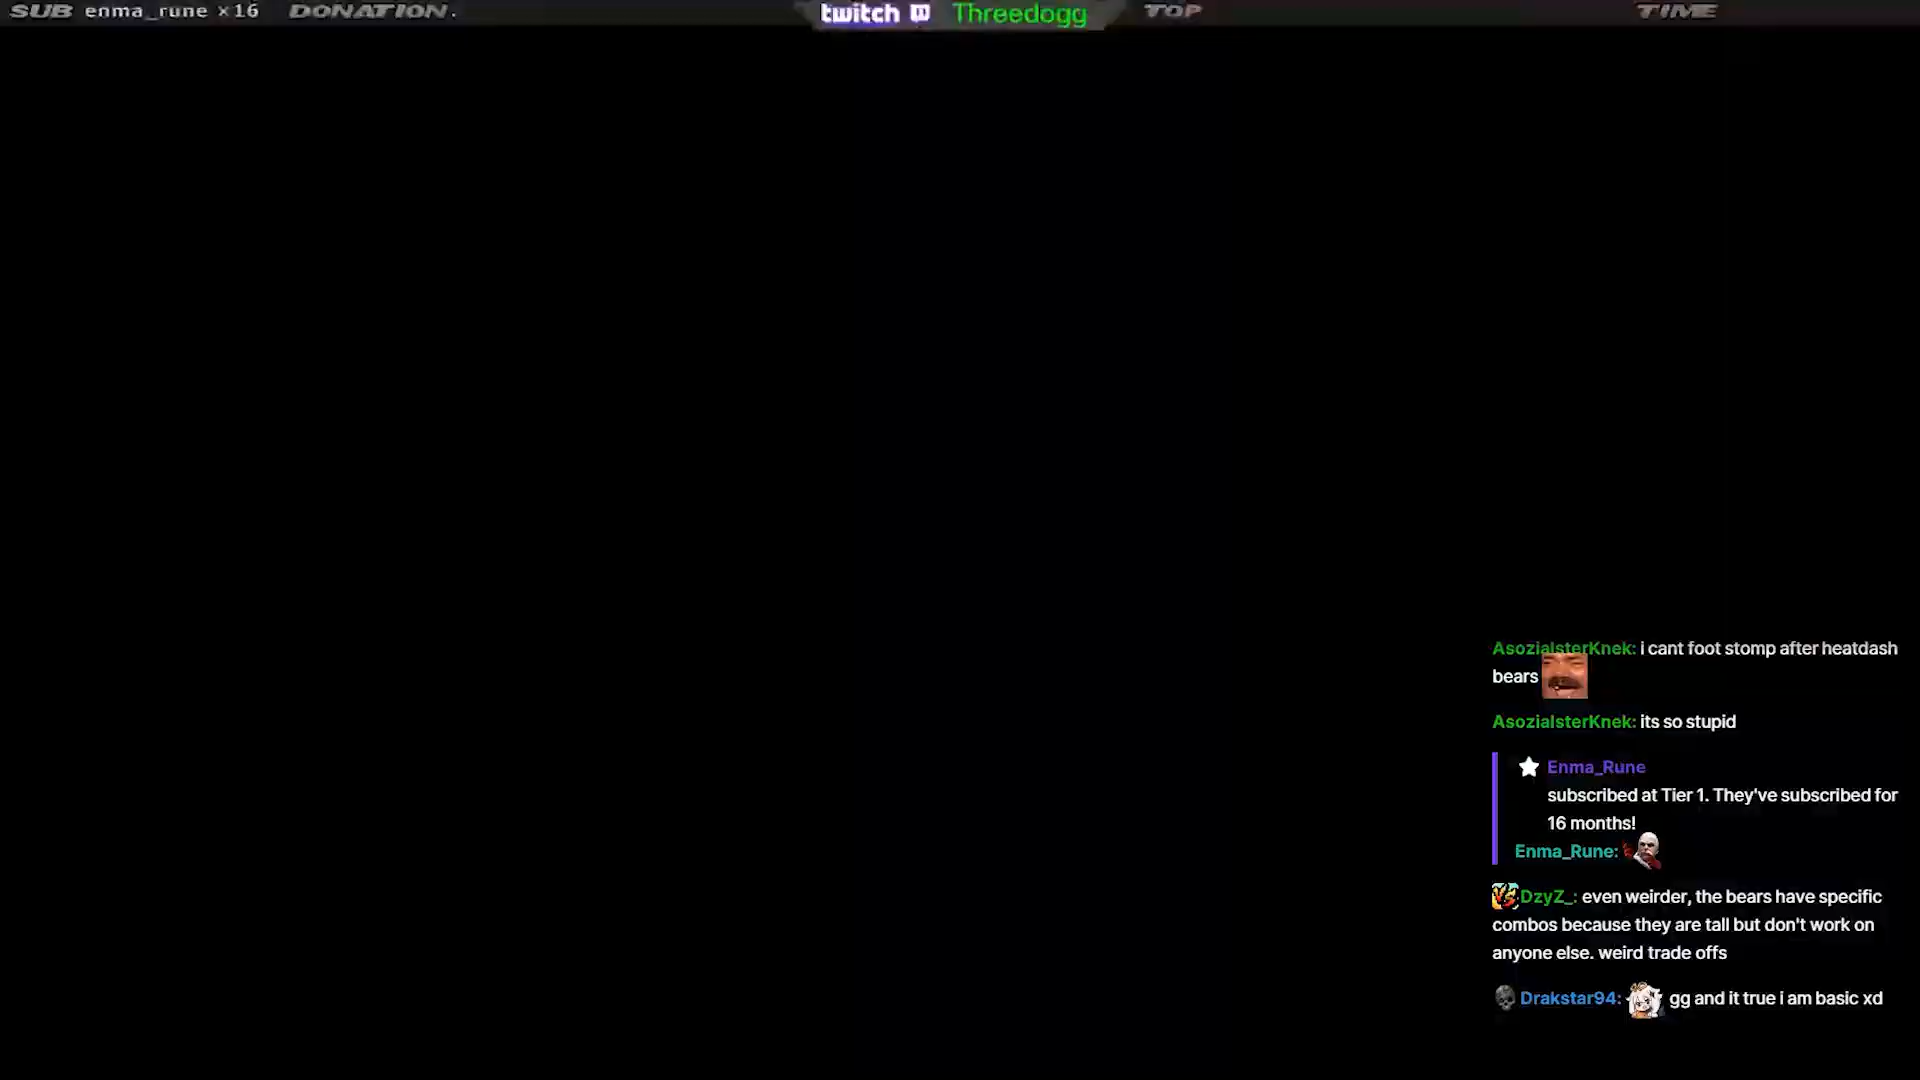 SUB enma_rune ×16 DONATION . twitch Threedogg TOP TIME
AsozialsterKnek: i cant foot stomp after heatdash
bears
AsozialsterKnek: its so stupid
Enma_Rune
subscribed at Tier 1. They've subscribed for
16 months!
Enma_Rune:
DzyZ_: even weirder, the bears have specific
combos because they are tall but don't work on
anyone else. weird trade offs
Drakstar94: gg and it true i am basic xd